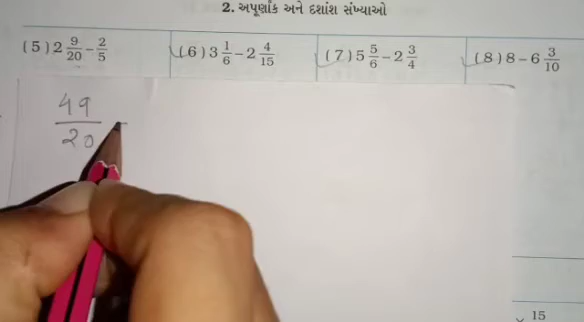 2. અપૂર્ણાંક અને દશાંશ સંખ્યાઓ
(5) 2 9/20 - 2/5 (6) 3 1/6 - 2 4/15 (7) 5 5/6 - 2 3/4 (8) 8 - 6 3/10
49/20 -
15